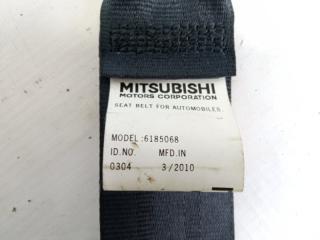 MITSUBISHI
MOTORS CORPORATION
SEAT BELT FOR AUTOMOBILES
MODEL:6185068
ID.NO. MFD.IN
0304 3/2010